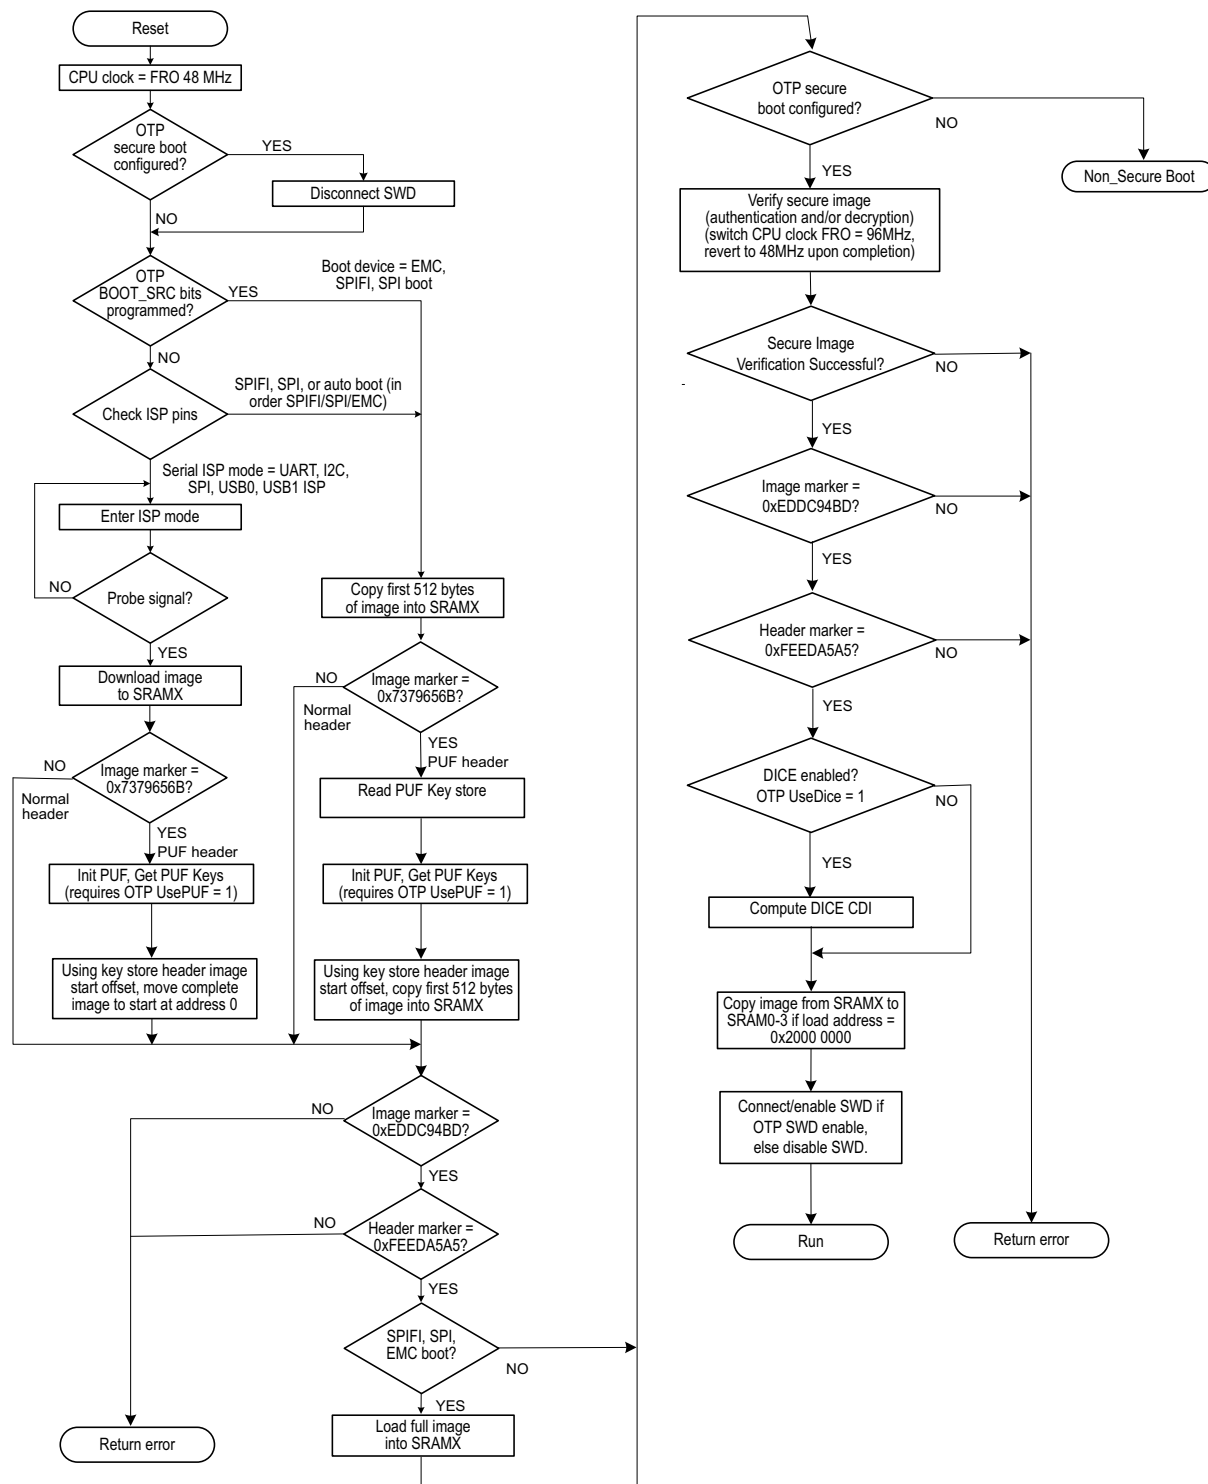 Reset
CPU clock = FRO 48 MHz
OTP
secure boot
configured?
YES
Disconnect SWD
NO
OTP
BOOT_SRC bits
programmed?
YES
Boot device = EMC,
SPIFI, SPI boot
NO
Check ISP pins
SPIFI, SPI, or auto boot (in
order SPIFI/SPI/EMC)
Serial ISP mode = UART, I2C,
SPI, USB0, USB1 ISP
Enter ISP mode
NO
Probe signal?
YES
Download image
to SRAMX
NO
Image marker =
0x7379656B?
Normal
header
YES
PUF header
Init PUF, Get PUF Keys
(requires OTP UsePUF = 1)
Using key store header image
start offset, move complete
image to start at address 0
Copy first 512 bytes
of image into SRAMX
NO
Image marker =
0x7379656B?
Normal
header
YES
PUF header
Read PUF Key store
Init PUF, Get PUF Keys
(requires OTP UsePUF = 1)
Using key store header image
start offset, copy first 512 bytes
of image into SRAMX
NO
Image marker =
0xEDDC94BD?
YES
NO
Header marker =
0xFEEDA5A5?
YES
SPIFI, SPI,
EMC boot?
NO
YES
Return error
Load full image
into SRAMX
OTP secure
boot configured?
NO
Non_Secure Boot
YES
Verify secure image
(authentication and/or decryption)
(switch CPU clock FRO = 96MHz,
revert to 48MHz upon completion)
Secure Image
Verification Successful?
NO
-
YES
Image marker =
0xEDDC94BD?
NO
YES
Header marker =
0xFEEDA5A5?
NO
YES
DICE enabled?
OTP UseDice = 1
NO
YES
Compute DICE CDI
Copy image from SRAMX to
SRAM0-3 if load address =
0x2000 0000
Connect/enable SWD if
OTP SWD enable,
else disable SWD.
Run
Return error